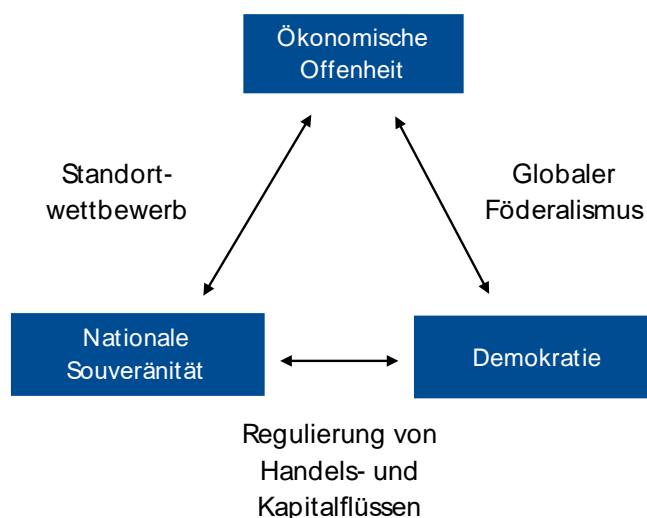 Ökonomische
Offenheit
Standort-
wettbewerb
Globaler
Föderalismus
Nationale
Souveränität
Demokratie
Regulierung von
Handels- und
Kapitalflüssen